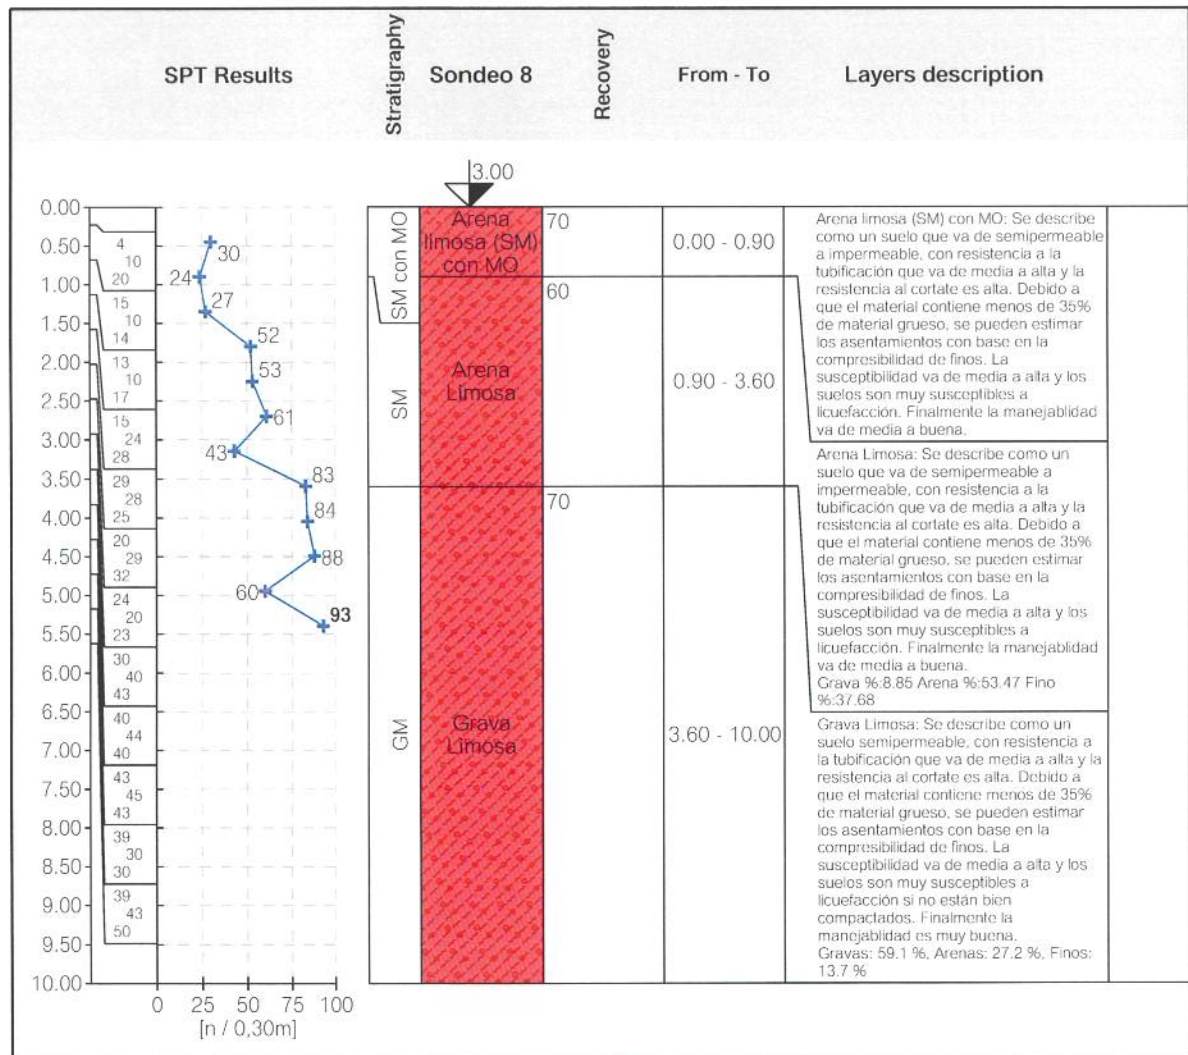 SPT Results
Stratigraphy
Sondeo 8
Recovery
From - To
Layers description
3.00
0.00
0.50
1.00
1.50
2.00
2.50
3.00
3.50
4.00
4.50
5.00
5.50
6.00
6.50
7.00
7.50
8.00
8.50
9.00
9.50
10.00
4
10
20
15
10
14
13
10
17
15
24
28
29
28
25
20
29
32
24
20
23
30
40
43
40
44
40
43
45
43
39
30
30
39
43
50
30
24
27
52
53
61
43
83
84
88
60
93
0 25 50 75 100
[n / 0,30m]
SM con MO
SM
GM
Arena
limosa (SM)
con MO
Arena
Limosa
Grava
Limosa
70
60
70
0.00 - 0.90
0.90 - 3.60
3.60 - 10.00
Arena limosa (SM) con MO: Se describe
como un suelo que va de semipermeable
a impermeable, con resistencia a la
tubificación que va de media a alta y la
resistencia al cortate es alta. Debido a
que el material contiene menos de 35%
de material grueso, se pueden estimar
los asentamientos con base en la
compresibilidad de finos. La
susceptibilidad va de media a alta y los
suelos son muy susceptibles a
licuefacción. Finalmente la manejablidad
va de media a buena.
Arena Limosa: Se describe como un
suelo que va de semipermeable a
impermeable, con resistencia a la
tubificación que va de media a alta y la
resistencia al cortate es alta. Debido a
que el material contiene menos de 35%
de material grueso, se pueden estimar
los asentamientos con base en la
compresibilidad de finos. La
susceptibilidad va de media a alta y los
suelos son muy susceptibles a
licuefacción. Finalmente la manejablidad
va de media a buena.
Grava %:8.85 Arena %:53.47 Fino
%:37.68
Grava Limosa: Se describe como un
suelo semipermeable, con resistencia a
la tubificación que va de media a alta y la
resistencia al cortate es alta. Debido a
que el material contiene menos de 35%
de material grueso, se pueden estimar
los asentamientos con base en la
compresibilidad de finos. La
susceptibilidad va de media a alta y los
suelos son muy susceptibles a
licuefacción si no están bien
compactados. Finalmente la
manejablidad es muy buena.
Gravas: 59.1 %, Arenas: 27.2 %, Finos:
13.7 %